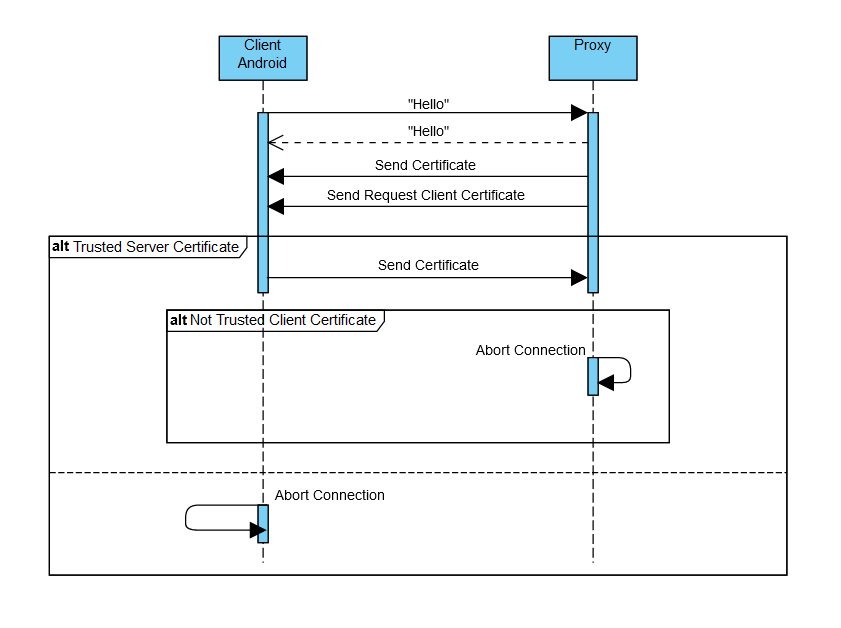 Client
Android
Proxy
"Hello"
"Hello"
Send Certificate
Send Request Client Certificate
alt Trusted Server Certificate
Send Certificate
alt Not Trusted Client Certificate
Abort Connection
Abort Connection